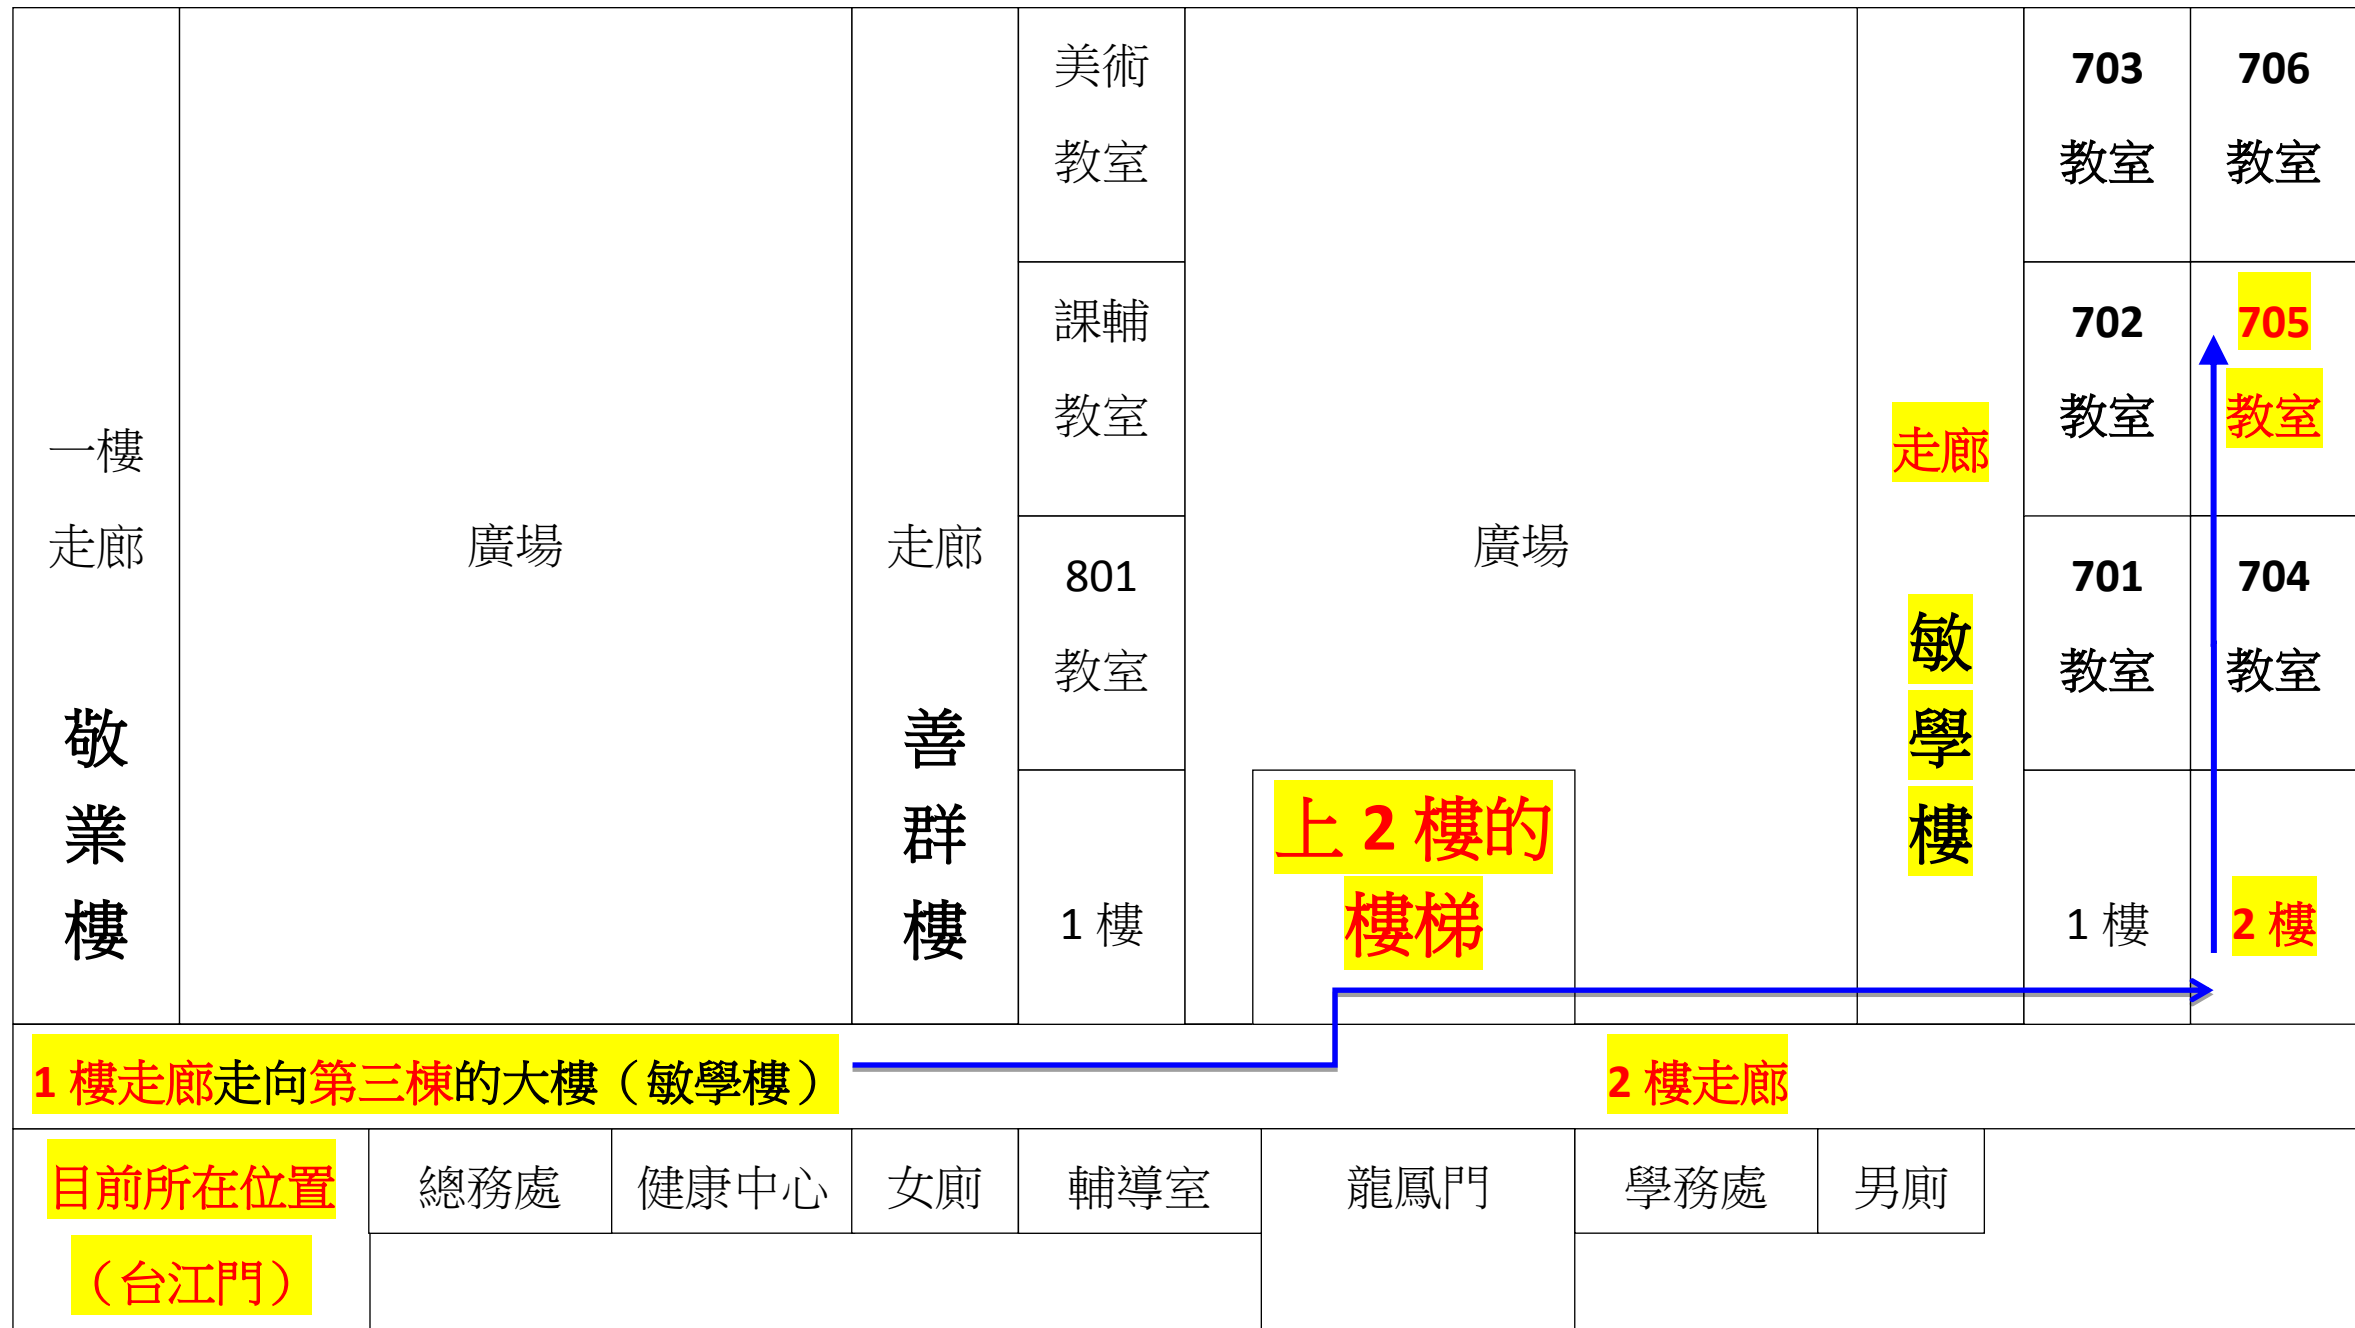 美術
教室
703
教室
706
教室
課輔
教室
702
教室
705
教室
一樓
走廊
敬
業
樓
廣場
走廊
善
群
樓
801
教室
廣場
走廊
敏
學
樓
701
教室
704
教室
1 樓
上 2 樓的
樓梯
1 樓
2 樓
1 樓走廊走向第三棟的大樓（敏學樓）
2 樓走廊
目前所在位置
（台江門）
總務處
健康中心
女廁
輔導室
龍鳳門
學務處
男廁